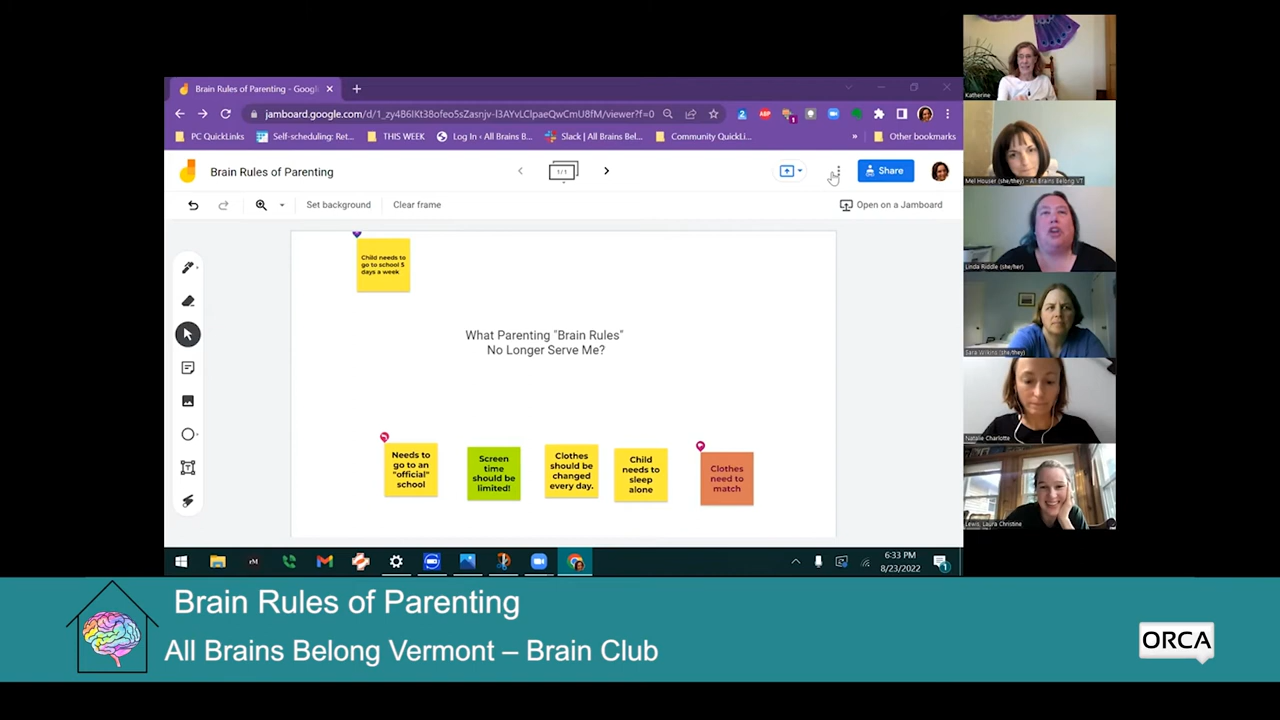 Brain Rules of Parenting - Googl
jamboard.google.com/d/1_zy486IKt38ofeo5sZasnjv-I3AYvLClpaeQwCmU8fM/viewer?f=0
PC QuickLinks
Self-scheduling: Ret...
THIS WEEK
Log In ‹ All Brains B...
Slack | All Brains Bel...
Community QuickLi...
»
Other bookmarks
Brain Rules of Parenting
1/1
Share
Set background
Clear frame
Open on a Jamboard
Child needs to
go to school 5
days a week
What Parenting "Brain Rules"
No Longer Serve Me?
Needs to
go to an
"official"
school
Screen
time
should be
limited!
Clothes
should be
changed
every day.
Child
needs to
sleep
alone
Clothes
need to
match
6:33 PM
8/23/2022
Katherine
Mel Houser (she/they) - All Brains Belong VT
Linda Riddle (she/her)
Sara Wilkins (she/they)
Natalie Charlotte
Lewis, Laura Christine
Brain Rules of Parenting
All Brains Belong Vermont – Brain Club
ORCA